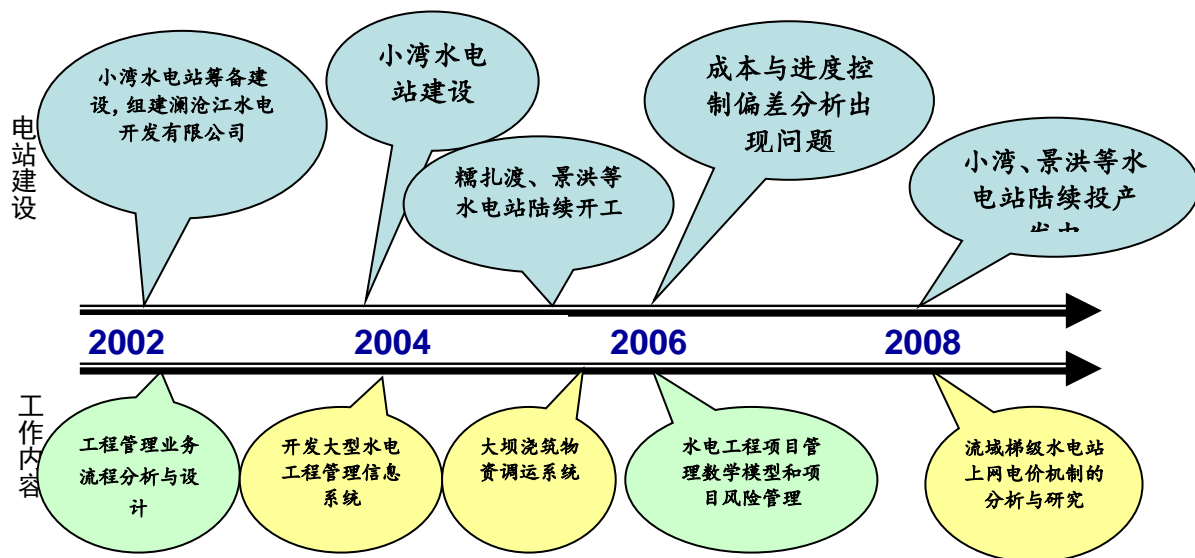 小湾水电站筹备建
设,组建澜沧江水电
开发有限公司
小湾水电
站建设
糯扎渡、景洪等
水电站陆续开工
成本与进度控
制偏差分析出
现问题
小湾、景洪等水
电站陆续投产
电站建设
2002
2004
2006
2008
工作内容
工程管理业务
流程分析与设
计
开发大型水电
工程管理信息
系统
大坝浇筑物
资调运系统
水电工程项目管
理数学模型和项
目风险管理
流域梯级水电站
上网电价机制的
分析与研究